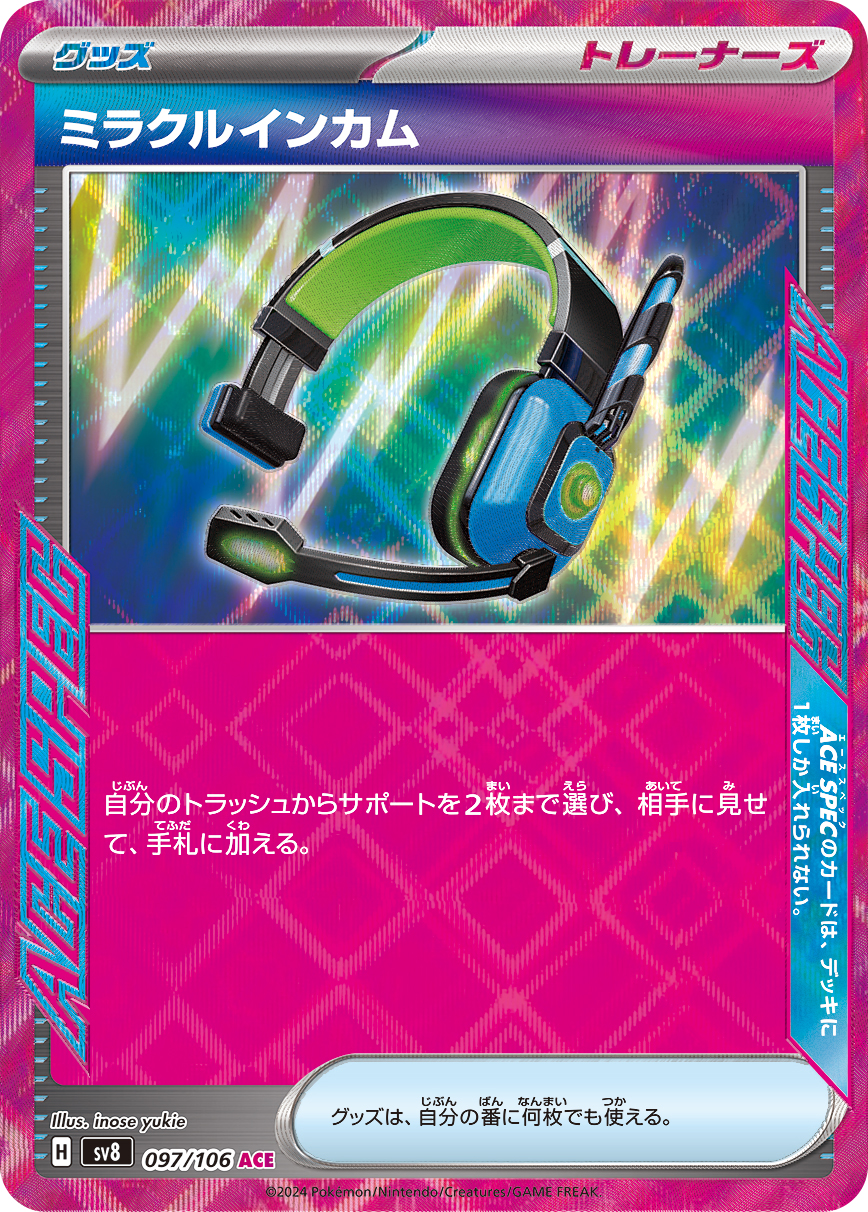 グッズ
トレーナーズ
ミラクルインカム
ACE SPEC
ACE SPEC
ACE SPECのカードは、デッキに
1枚しか入れられない。
自分のトラッシュからサポートを2枚まで選び、相手に見せ
て、手札に加える。
グッズは、自分の番に何枚でも使える。
Illus. inose yukie
H sv8 097/106 ACE
©2024 Pokémon/Nintendo/Creatures/GAME FREAK.